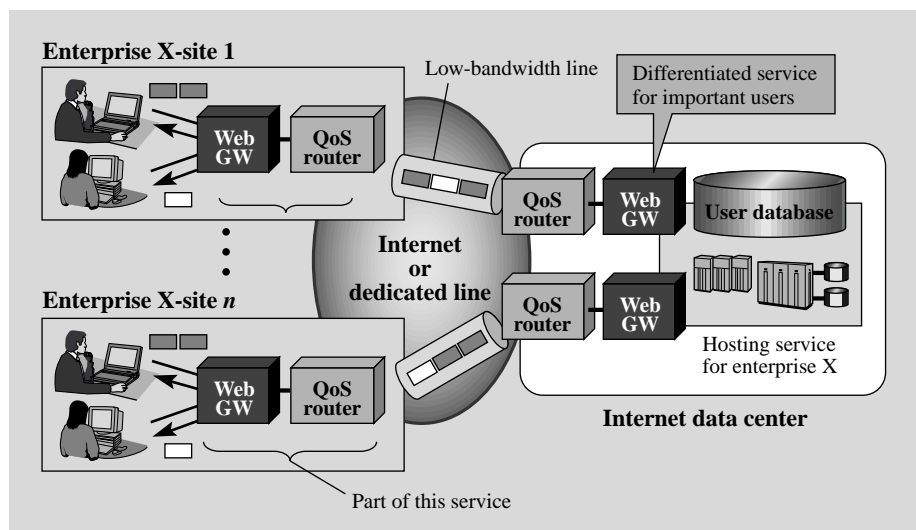 Enterprise X-site 1
Low-bandwidth line
Differentiated service
for important users
Web
GW
QoS
router
QoS
router
Web
GW
User database
Internet
or
dedicated line
Enterprise X-site n
QoS
router
Web
GW
Hosting service
for enterprise X
Web
GW
QoS
router
Internet data center
Part of this service